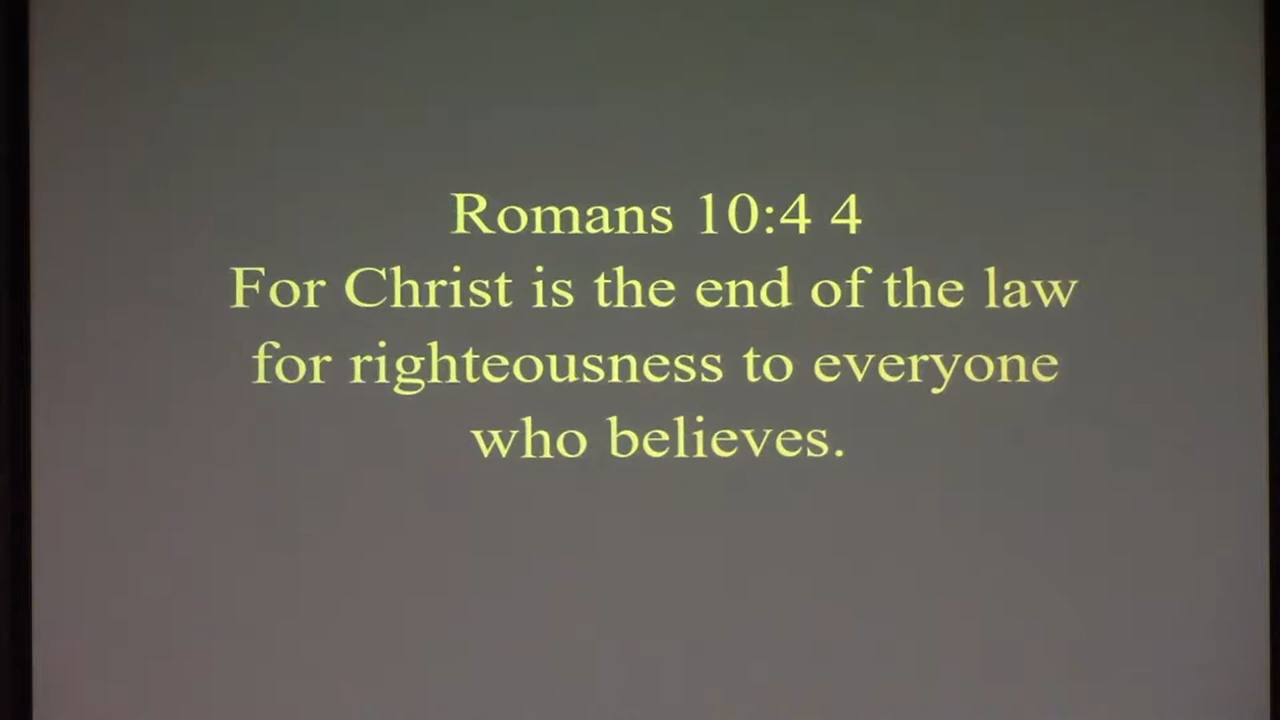 Romans 10:4 4
For Christ is the end of the law
for righteousness to everyone
who believes.